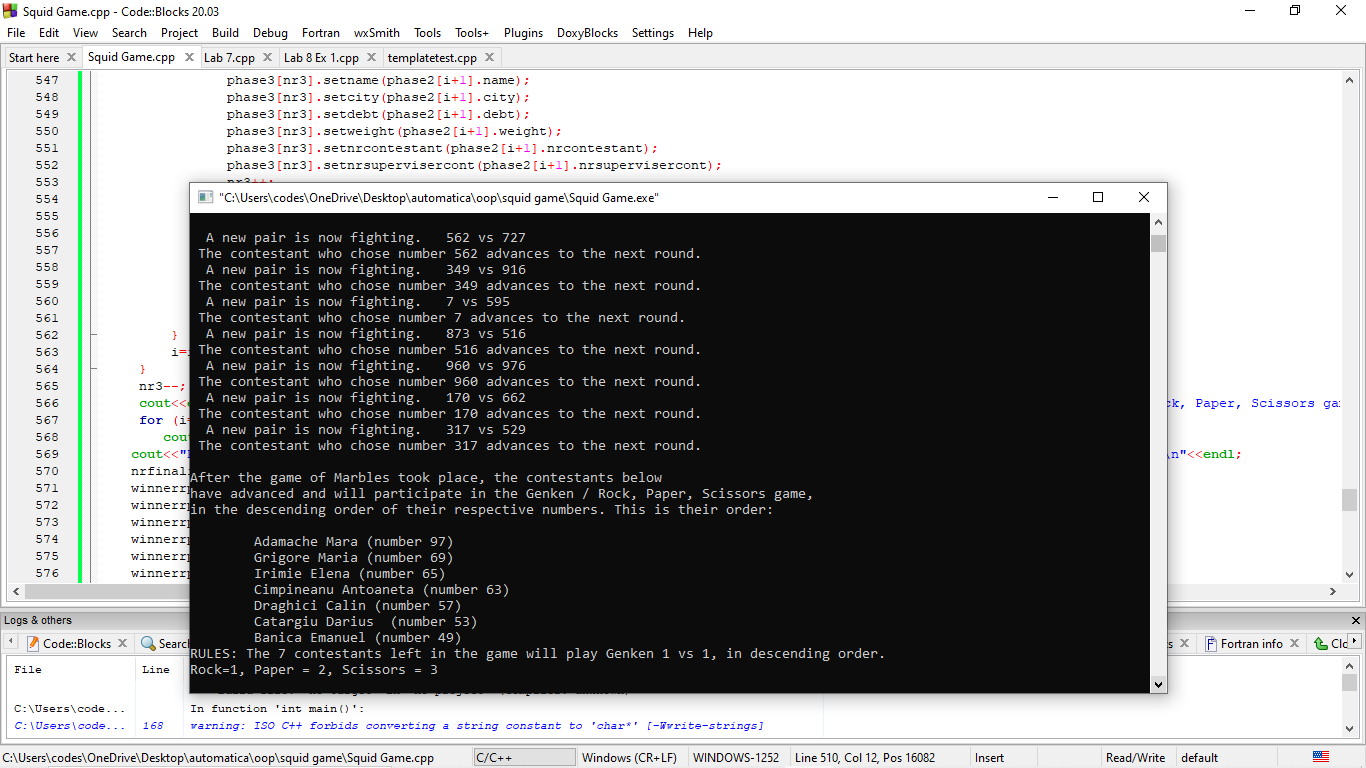 Squid Game.cpp - Code::Blocks 20.03
File Edit View Search Project Build Debug Fortran wxSmith Tools Tools+ Plugins DoxyBlocks Settings Help
Start here Squid Game.cpp Lab 7.cpp Lab 8 Ex 1.cpp templatetest.cpp
547 phase3[nr3].setname(phase2[i+1].name);
548 phase3[nr3].setcity(phase2[i+1].city);
549 phase3[nr3].setdebt(phase2[i+1].debt);
550 phase3[nr3].setweight(phase2[i+1].weight);
551 phase3[nr3].setnrcontestant(phase2[i+1].nrcontestant);
552 phase3[nr3].setnrsupervisercont(phase2[i+1].nrsupervisercont);
553 nr3++;
554
555
556
557
558
559
560
561
562 }
563 i=
564 }
565 nr3--;
566 cout<< ck, Paper, Scissors ga
567 for (i=
568 cou
569 cout<<" \n"<<endl;
570 nrfinal
571 winnerr
572 winnerr
573 winnerr
574 winnerr
575 winnerr
576 winnerr
"C:\Users\codes\OneDrive\Desktop\automatica\oop\squid game\Squid Game.exe"
A new pair is now fighting. 562 vs 727
The contestant who chose number 562 advances to the next round.
A new pair is now fighting. 349 vs 916
The contestant who chose number 349 advances to the next round.
A new pair is now fighting. 7 vs 595
The contestant who chose number 7 advances to the next round.
A new pair is now fighting. 873 vs 516
The contestant who chose number 516 advances to the next round.
A new pair is now fighting. 960 vs 976
The contestant who chose number 960 advances to the next round.
A new pair is now fighting. 170 vs 662
The contestant who chose number 170 advances to the next round.
A new pair is now fighting. 317 vs 529
The contestant who chose number 317 advances to the next round.
After the game of Marbles took place, the contestants below
have advanced and will participate in the Genken / Rock, Paper, Scissors game,
in the descending order of their respective numbers. This is their order:
Adamache Mara (number 97)
Grigore Maria (number 69)
Irimie Elena (number 65)
Cimpineanu Antoaneta (number 63)
Draghici Calin (number 57)
Catargiu Darius  (number 53)
Banica Emanuel (number 49)
RULES: The 7 contestants left in the game will play Genken 1 vs 1, in descending order.
Rock=1, Paper = 2, Scissors = 3
Logs & others
Code::Blocks Searc s Fortran info Clo
File Line
C:\Users\code... In function 'int main()':
C:\Users\code... 168 warning: ISO C++ forbids converting a string constant to 'char*' [-Wwrite-strings]
C:\Users\codes\OneDrive\Desktop\automatica\oop\squid game\Squid Game.cpp C/C++ Windows (CR+LF) WINDOWS-1252 Line 510, Col 12, Pos 16082 Insert Read/Write default